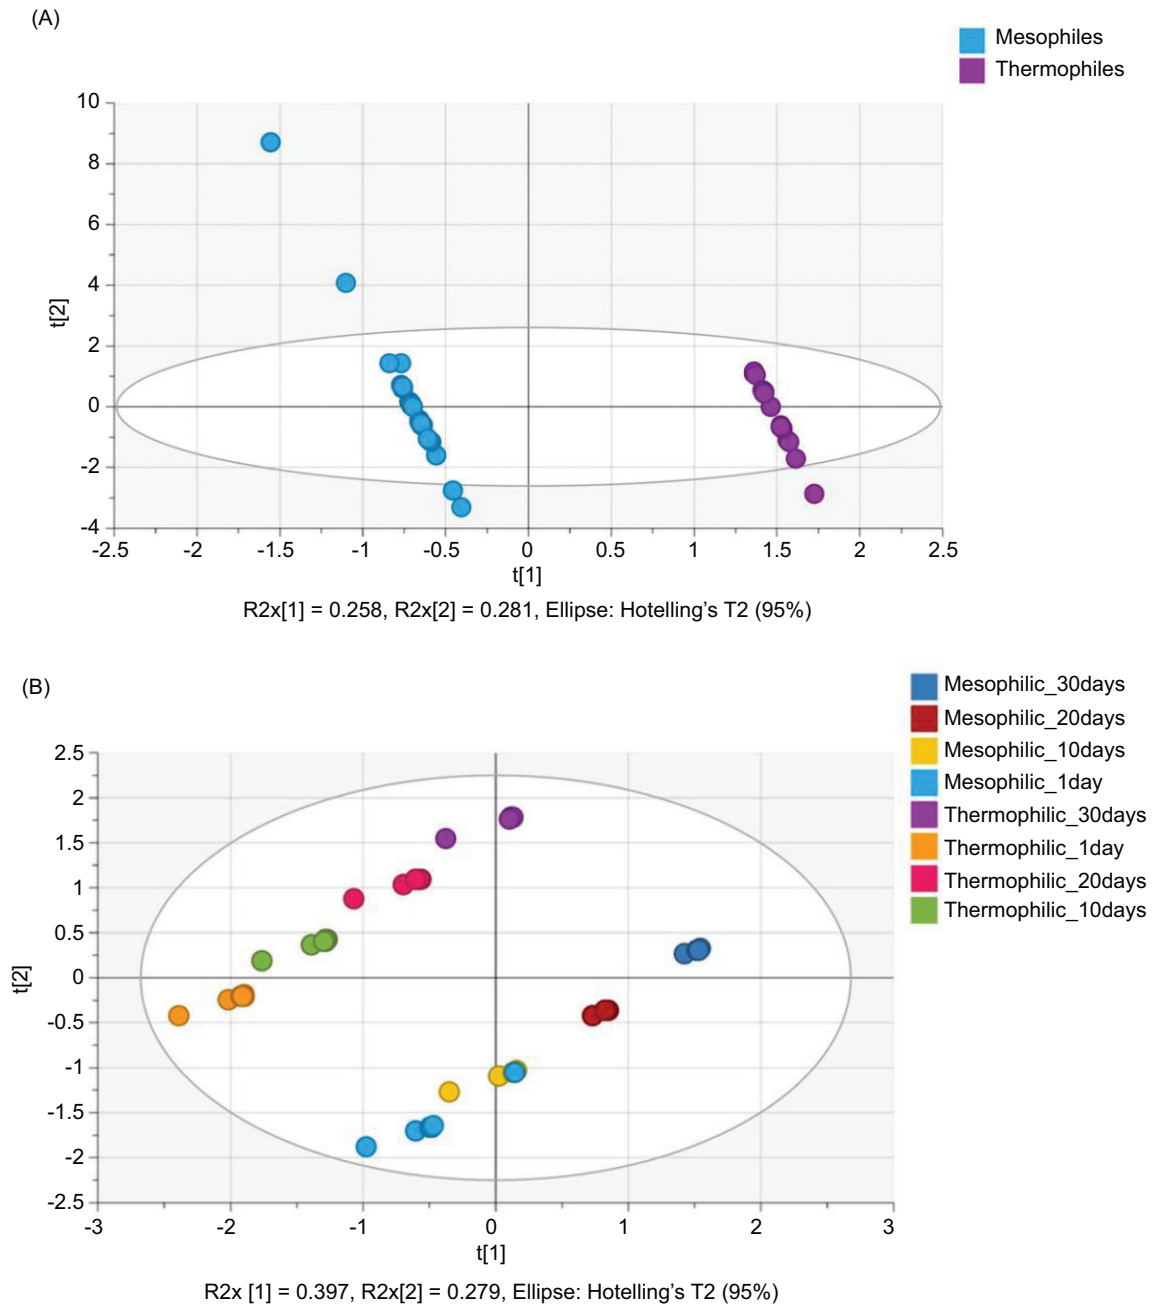 (A)
Mesophiles
Thermophiles
10
8
6
4
2
0
-2
-4
t[2]
-2.5 -2 -1.5 -1 -0.5 0 0.5 1 1.5 2 2.5
t[1]
R2x[1] = 0.258, R2x[2] = 0.281, Ellipse: Hotelling's T2 (95%)
(B)
Mesophilic_30days
Mesophilic_20days
Mesophilic_10days
Mesophilic_1day
Thermophilic_30days
Thermophilic_1day
Thermophilic_20days
Thermophilic_10days
2.5
2
1.5
1
0.5
0
-0.5
-1
-1.5
-2
-2.5
t[2]
-3 -2 -1 0 1 2 3
t[1]
R2x [1] = 0.397, R2x[2] = 0.279, Ellipse: Hotelling's T2 (95%)